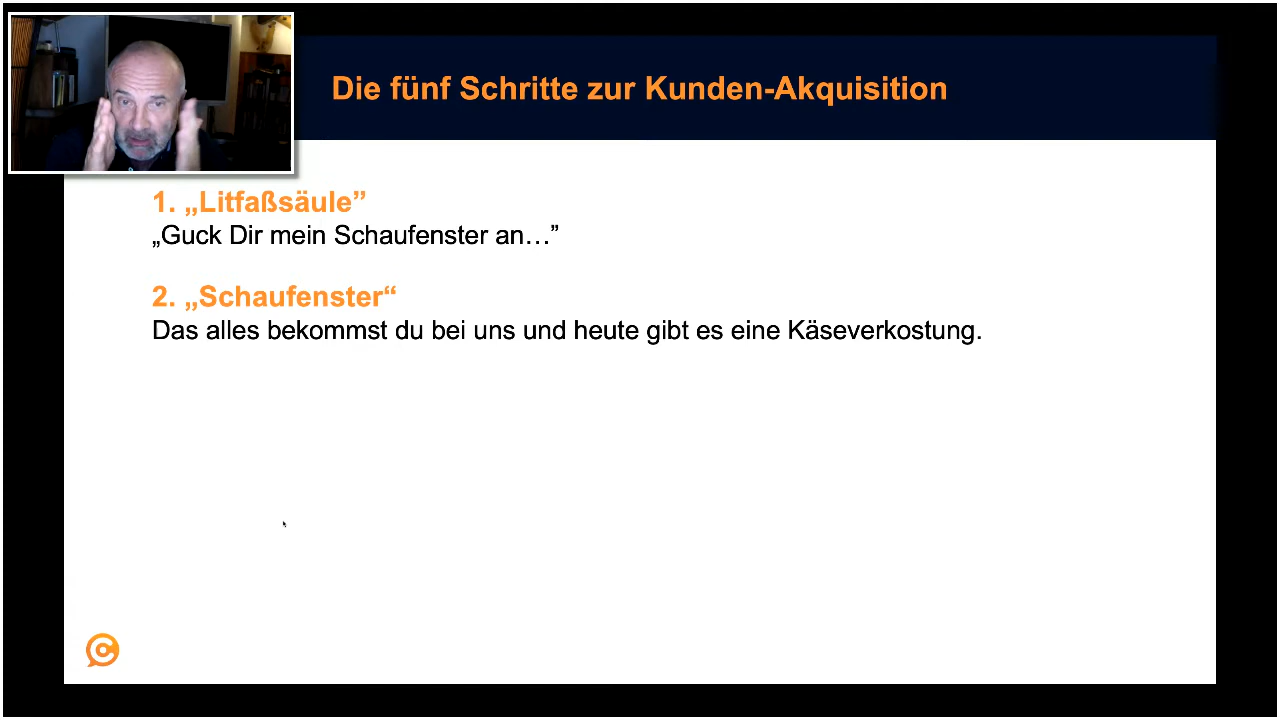 Die fünf Schritte zur Kunden-Akquisition
1. „Litfaßsäule”
„Guck Dir mein Schaufenster an…”
2. „Schaufenster“
Das alles bekommst du bei uns und heute gibt es eine Käseverkostung.